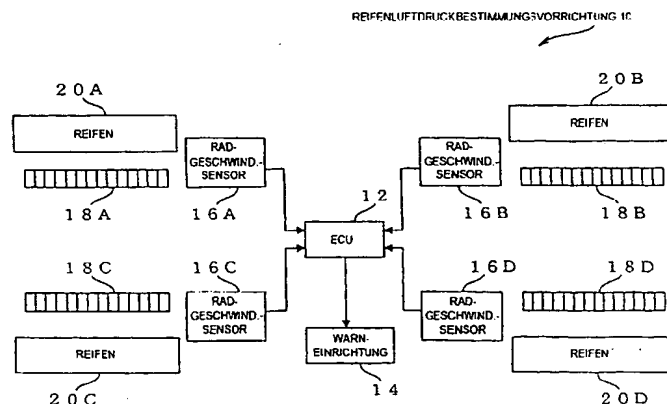 REIFENLUFTDRUCKBESTIMMUNGSVORRICHTUNG 10
20A
20B
REIFEN
REIFEN
RAD-
GESCHWIND.-
SENSOR
RAD-
GESCHWIND.-
SENSOR
18A
16A
12
16B
18B
ECU
18C
16C
16D
18D
RAD-
GESCHWIND.-
SENSOR
RAD-
GESCHWIND.-
SENSOR
REIFEN
WARN-
EINRICHTUNG
REIFEN
20C
14
20D